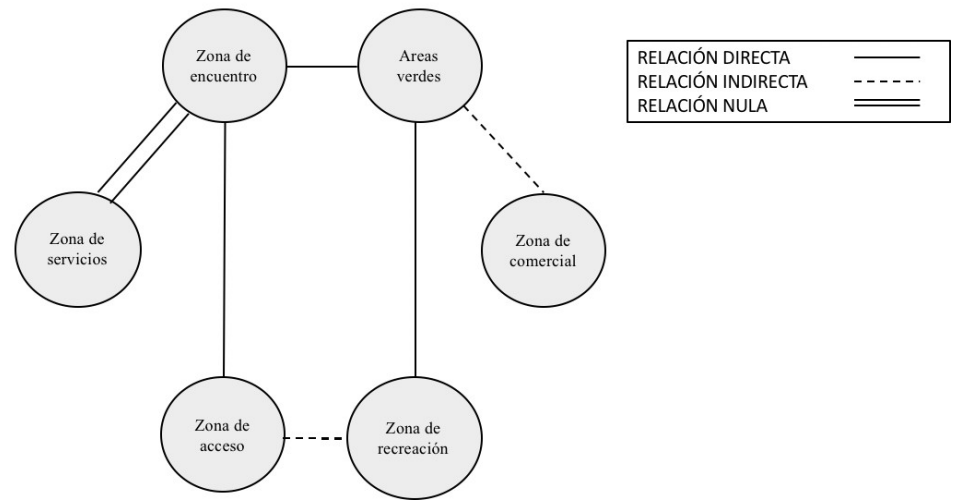 Zona de
encuentro
Areas
verdes
RELACIÓN DIRECTA
RELACIÓN INDIRECTA
RELACIÓN NULA
Zona de
servicios
Zona de
comercial
Zona de
acceso
Zona de
recreación